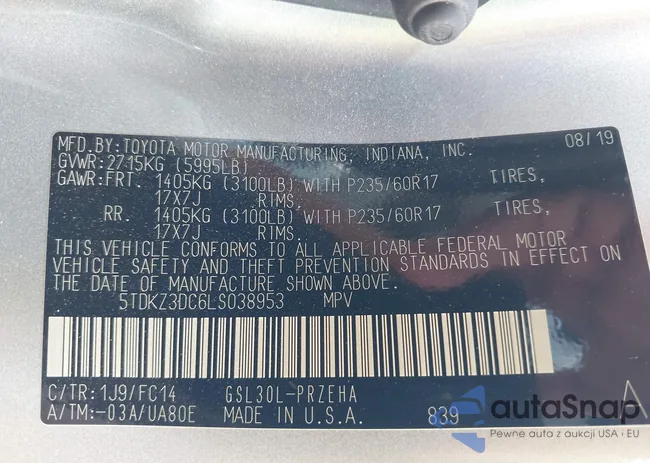 MFD.BY:TOYOTA MOTOR MANUFACTURING, INDIANA, INC. 08/19
GVWR:2715KG (5995LB)
GAWR:FRT. 1405KG (3100LB) WITH P235/60R17 TIRES,
17X7J RIMS,
RR. 1405KG (3100LB) WITH P235/60R17 TIRES,
17X7J RIMS.
THIS VEHICLE CONFORMS TO ALL APPLICABLE FEDERAL MOTOR
VEHICLE SAFETY AND THEFT PREVENTION STANDARDS IN EFFECT ON
THE DATE OF MANUFACTURE SHOWN ABOVE.
5TDKZ3DC6LS038953 MPV
C/TR:1J9/FC14 GSL30L-PRZEHA
A/TM:-03A/UA80E MADE IN U.S.A. 839
autoSnap
Pewne auta z aukcji USA i EU